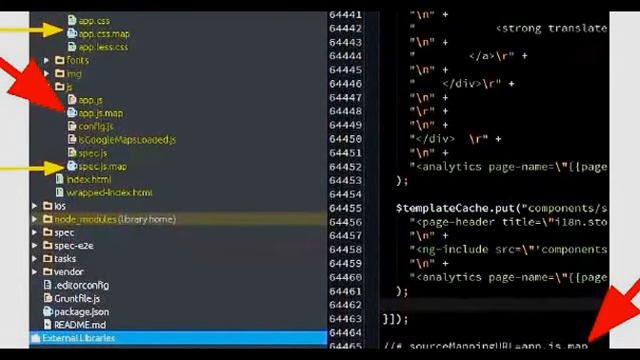 app.css
app.css.map
app.less.css
fonts
img
js
app.js
app.js.map
config.js
isGoogleMapsLoaded.js
spec.js
spec.js.map
index.html
wrapped-index.html
ios
node_modules (library home)
spec
spec-e2e
tasks
vendor
.editorconfig
Gruntfile.js
package.json
README.md
External Libraries
64441 "\n" +
64442 " <strong translate
64443 "\n" +
64444 " </a>\r" +
64445 "\n" +
64446 " </div>\r" +
64447 "\n" +
64448 "\r" +
64449 "\n" +
64450 "</div> \r" +
64451 "\n" +
64452 "<analytics page-name=\"{{page
64453 );
64454
64455 $templateCache.put("components/s
64456 "<page-header title=\"i18n.sto
64457 "\n" +
64458 "<ng-include src=\"'components
64459 "\n" +
64460 "<analytics page-name=\"{{page
64461 );
64462
64463 }]);
64464
64465 //# sourceMappingURL=app.js.map